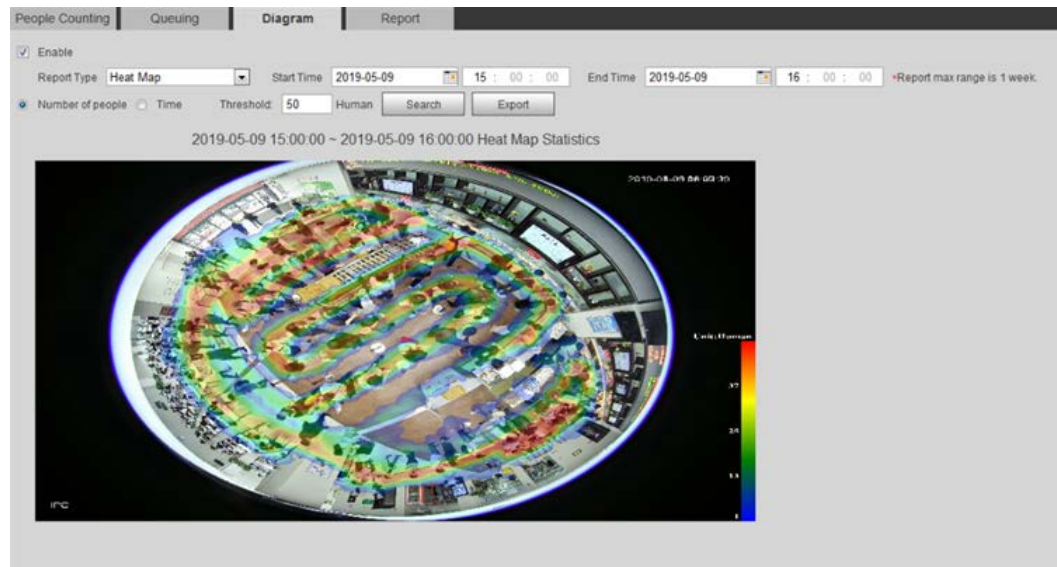 People Counting Queuing Diagram Report
Enable
Report Type Heat Map Start Time 2019-05-09 15 : 00 : 00 End Time 2019-05-09 16 : 00 : 00 *Report max range is 1 week.
Number of people Time Threshold: 50 Human Search Export
2019-05-09 15:00:00 ~ 2019-05-09 16:00:00 Heat Map Statistics
Unit:Human
IPC